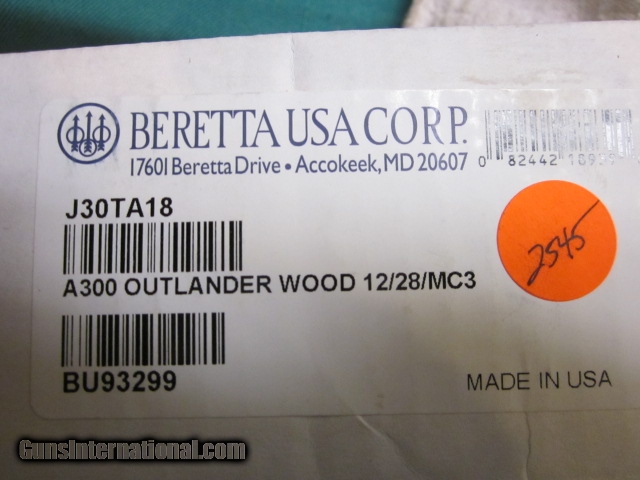 BERETTA USA CORP.
17601 Beretta Drive • Accokeek, MD 20607
0 82442
J30TA18
2545
A300 OUTLANDER WOOD 12/28/MC3
BU93299
MADE IN USA
GunsInternational.com